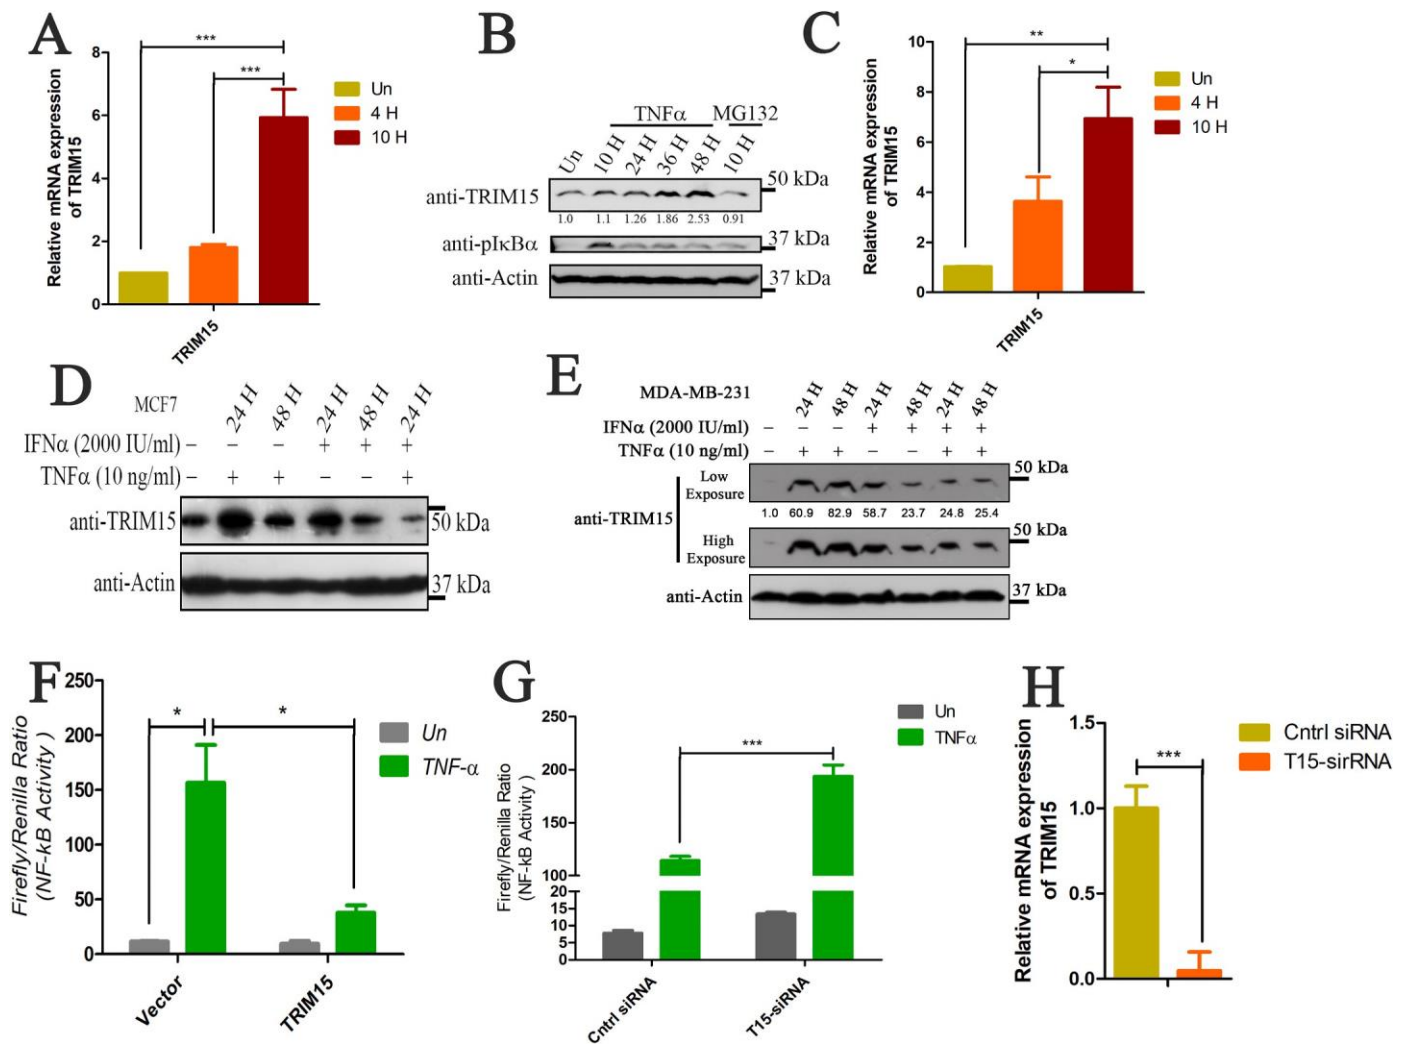 A
Relative mRNA expression
of TRIM15
8
6
4
2
0
***
***
TRIM15
Un
4 H
10 H
B
TNFα
MG132
Un
10 H
24 H
36 H
48 H
10 H
anti-TRIM15
50 kDa
1.0 1.1 1.26 1.86 2.53 0.91
anti-pIκBα
37 kDa
anti-Actin
37 kDa
C
Relative mRNA expression
of TRIM15
10
8
6
4
2
0
**
*
TRIM15
Un
4 H
10 H
D
MCF7
24 H
48 H
24 H
48 H
24 H
IFNα (2000 IU/ml) − − − + + +
TNFα (10 ng/ml) − + + − − +
anti-TRIM15
50 kDa
anti-Actin
37 kDa
E
MDA-MB-231
24 H
48 H
24 H
48 H
24 H
48 H
IFNα (2000 IU/ml) − − − + + + +
TNFα (10 ng/ml) − + + − − + +
anti-TRIM15
Low
Exposure
50 kDa
1.0 60.9 82.9 58.7 23.7 24.8 25.4
High
Exposure
50 kDa
anti-Actin
37 kDa
F
Firefly/Renilla Ratio
(NF-kB Activity )
250
200
150
100
50
0
*
*
Vector
TRIM15
Un
TNF-α
G
Firefly/Renilla Ratio
(NF-kB Activity )
250
200
150
100
20
15
10
5
0
***
Cntrl siRNA
T15-siRNA
Un
TNFα
H
Relative mRNA expression
of TRIM15
1.5
1.0
0.5
0.0
***
Cntrl siRNA
T15-sirRNA